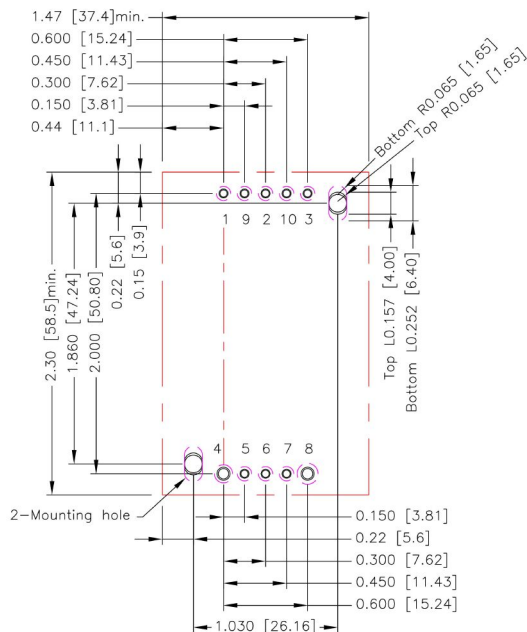 1.47 [37.4]min.
0.600 [15.24]
0.450 [11.43]
0.300 [7.62]
0.150 [3.81]
0.44 [11.1]
Bottom R0.065 [1.65]
Top R0.065 [1.65]
1 9 2 10 3
0.15 [3.9]
0.22 [5.6]
2.000 [50.80]
1.860 [47.24]
2.30 [58.5]min.
Top L0.157 [4.00]
Bottom L0.252 [6.40]
4 5 6 7 8
2-Mounting hole
0.150 [3.81]
0.22 [5.6]
0.300 [7.62]
0.450 [11.43]
0.600 [15.24]
1.030 [26.16]